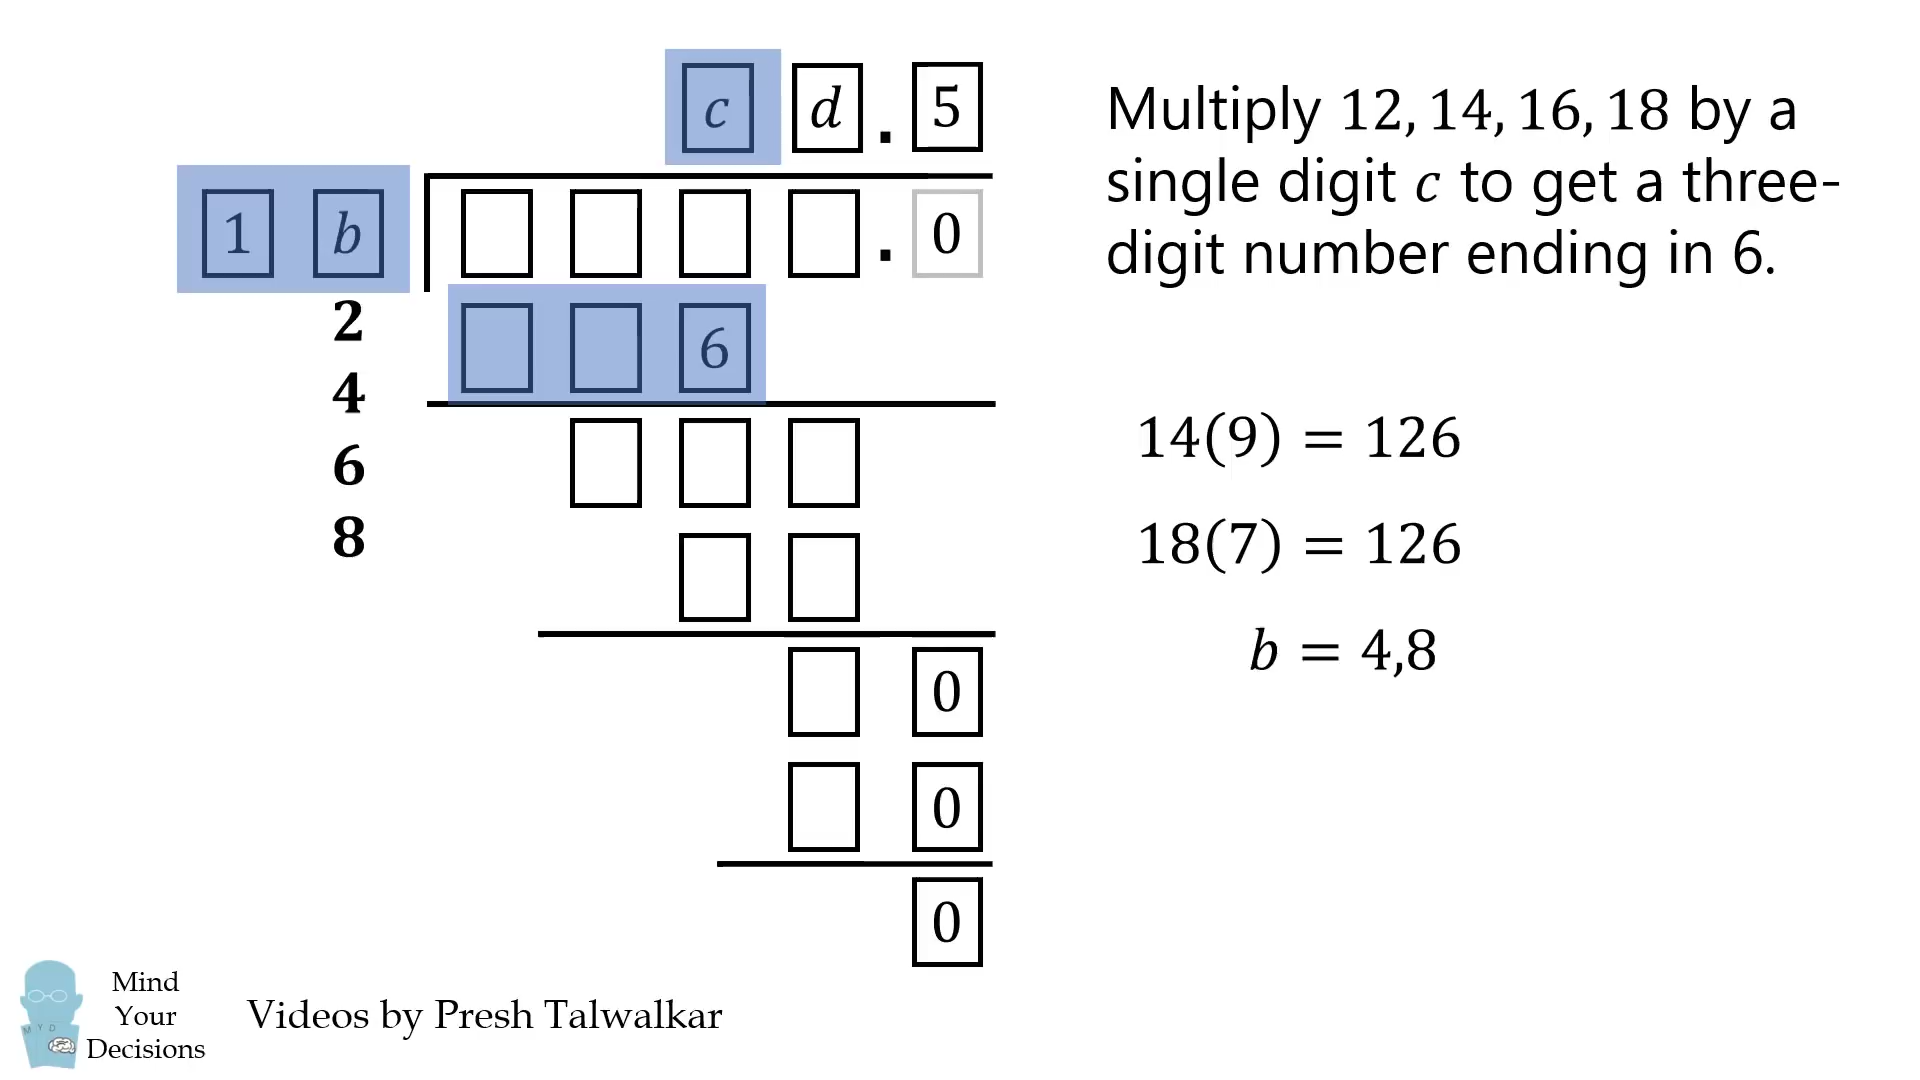 c d . 5
1 b . 0
2
6
4
6
8
0
0
0
Multiply 12, 14, 16, 18 by a
single digit c to get a three-
digit number ending in 6.
14(9) = 126
18(7) = 126
b = 4,8
M Y D
Mind
Your
Decisions
Videos by Presh Talwalkar